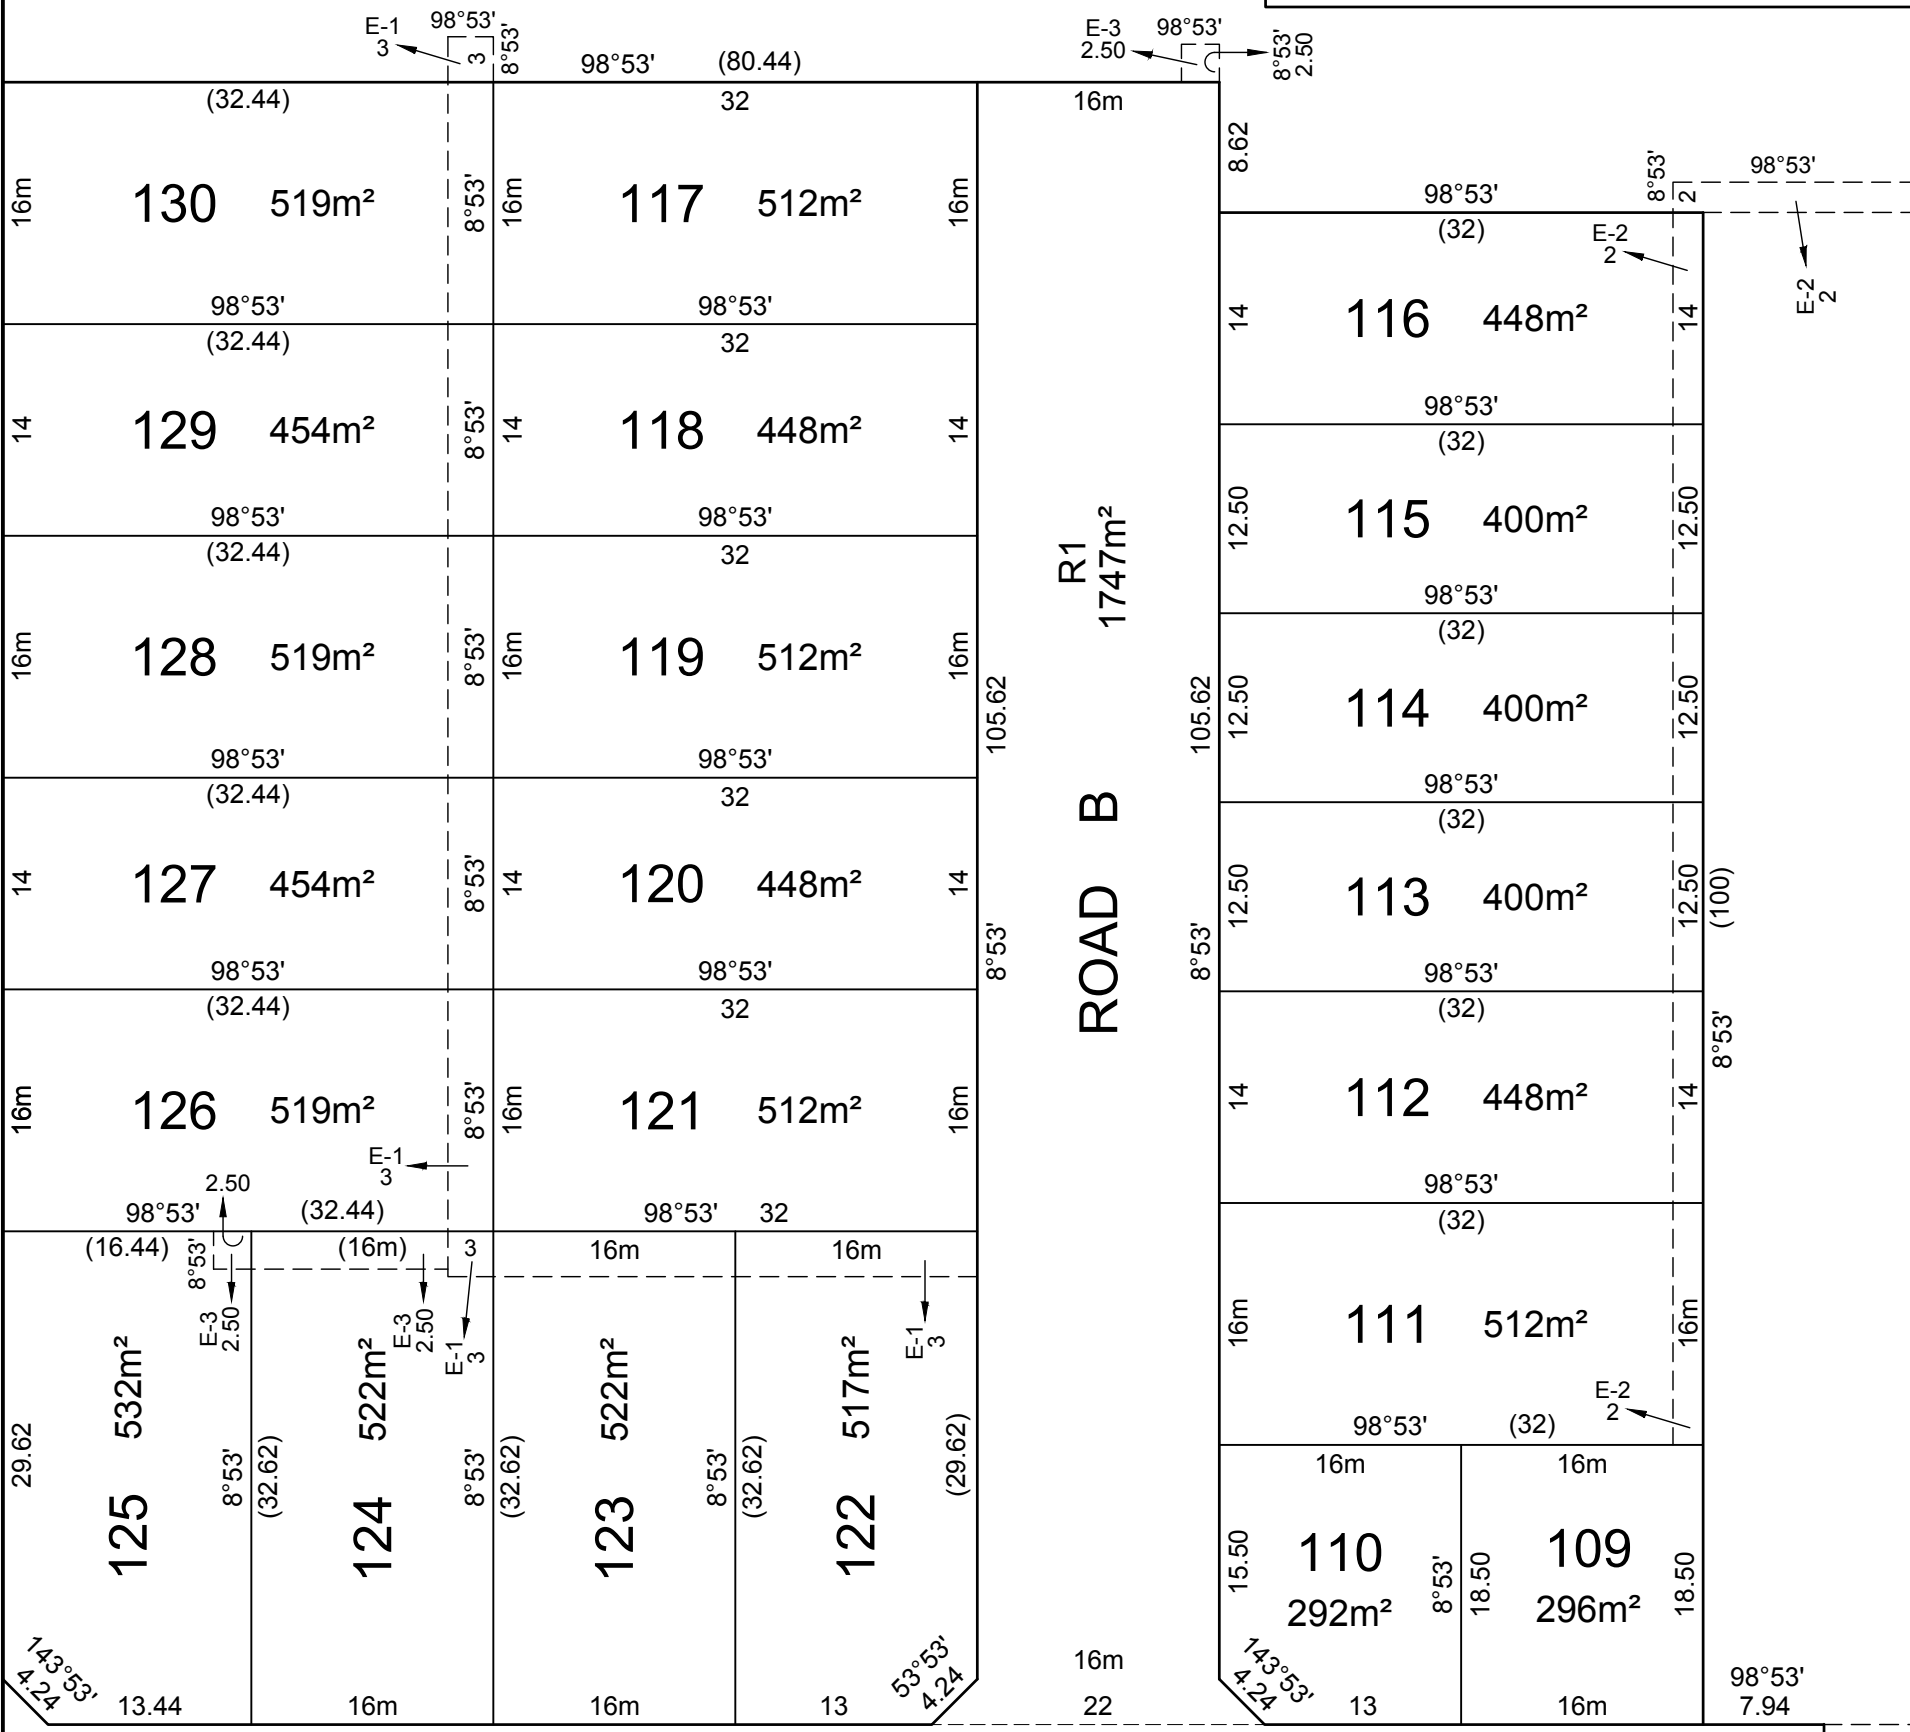 E-1
3
98°53'
3
8°53'
98°53' (80.44)
E-3
2.50
98°53'
8°53'
2.50
(32.44)
32
16m
8.62
16m
130 519m²
8°53'
16m
117 512m²
16m
98°53'
(32)
8°53'
2
98°53'
E-2
2
E-2
2
98°53'
98°53'
(32.44)
32
14
116 448m²
14
14
129 454m²
8°53'
14
118 448m²
14
98°53'
(32)
98°53'
98°53'
(32.44)
32
12.50
115 400m²
12.50
R1
1747m²
98°53'
(32)
16m
128 519m²
8°53'
16m
119 512m²
16m
105.62
105.62
12.50
114 400m²
12.50
98°53'
98°53'
(32.44)
32
98°53'
(32)
ROAD B
14
127 454m²
8°53'
14
120 448m²
14
8°53'
8°53'
12.50
113 400m²
12.50
(100)
98°53'
98°53'
98°53'
(32.44)
32
(32)
8°53'
16m
126 519m²
8°53'
16m
121 512m²
16m
14
112 448m²
14
E-1
3
2.50
98°53' (32.44)
98°53' 32
98°53'
(32)
(16.44)
8°53'
(16m)
3
16m
16m
E-3
2.50
E-3
2.50
E-1
3
E-1
3
16m
111 512m²
16m
E-2
2
98°53' (32)
29.62
125 532m²
8°53'
(32.62)
124 522m²
8°53'
(32.62)
123 522m²
8°53'
(32.62)
122 517m²
(29.62)
16m
16m
15.50
110
292m²
8°53'
18.50
109
296m²
18.50
143°53'
4.24
13.44
16m
16m
13
53°53'
4.24
16m
22
143°53'
4.24
13
16m
98°53'
7.94